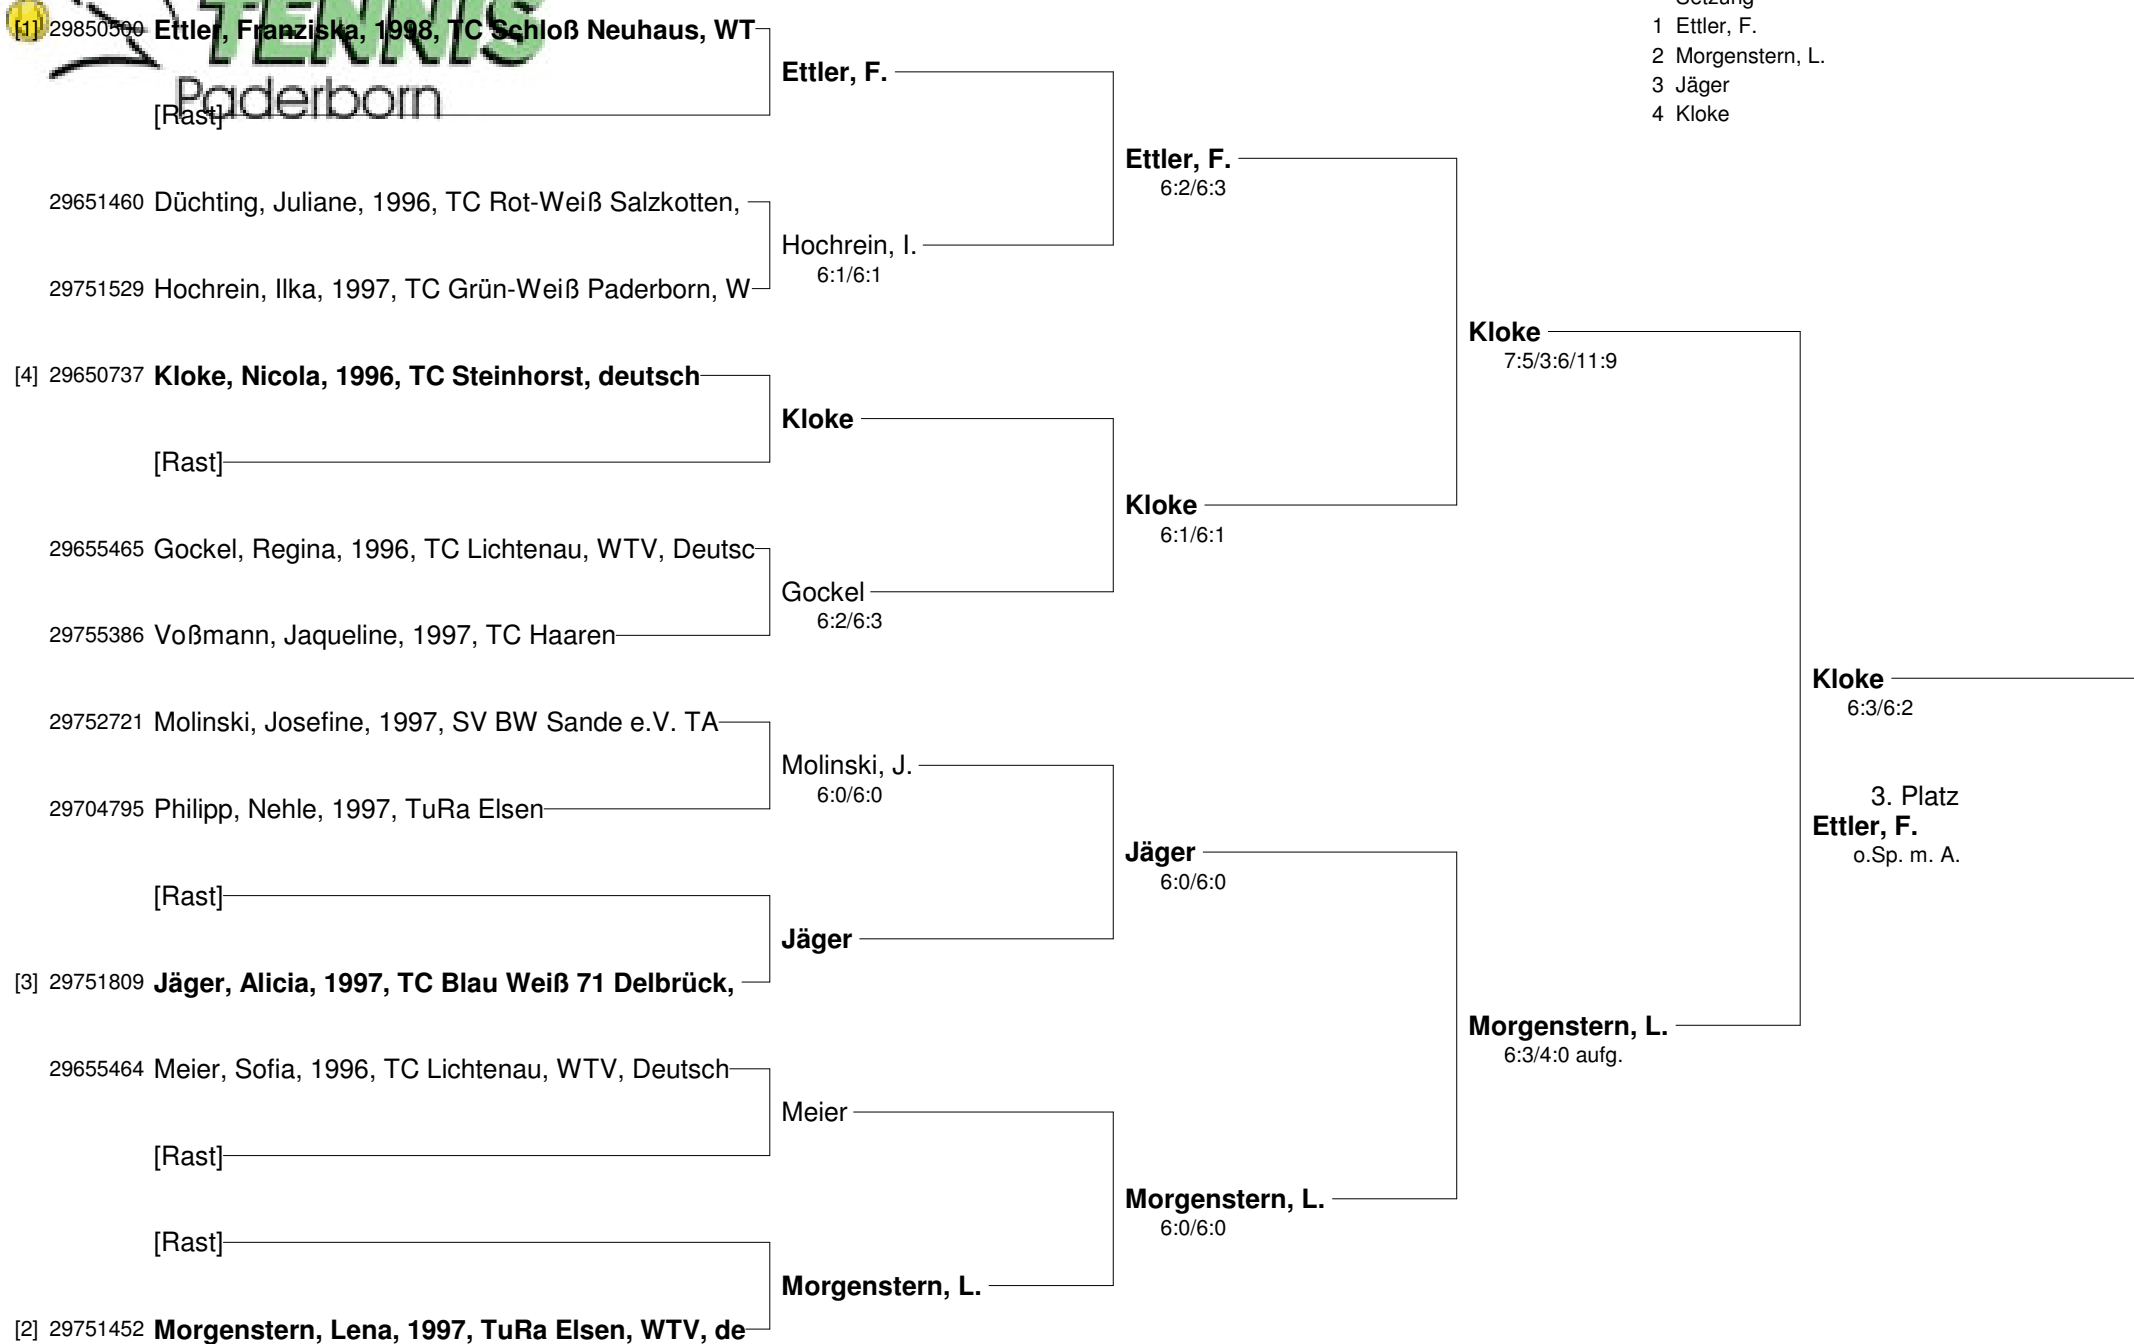 TENNIS
Paderborn
Setzung
1 Ettler, F.
2 Morgenstern, L.
3 Jäger
4 Kloke
[1] 29850500 Ettler, Franziska, 1998, TC Schloß Neuhaus, WT
[Rast]
29651460 Düchting, Juliane, 1996, TC Rot-Weiß Salzkotten,
29751529 Hochrein, Ilka, 1997, TC Grün-Weiß Paderborn, W
[4] 29650737 Kloke, Nicola, 1996, TC Steinhorst, deutsch
[Rast]
29655465 Gockel, Regina, 1996, TC Lichtenau, WTV, Deutsc
29755386 Voßmann, Jaqueline, 1997, TC Haaren
29752721 Molinski, Josefine, 1997, SV BW Sande e.V. TA
29704795 Philipp, Nehle, 1997, TuRa Elsen
[Rast]
[3] 29751809 Jäger, Alicia, 1997, TC Blau Weiß 71 Delbrück,
29655464 Meier, Sofia, 1996, TC Lichtenau, WTV, Deutsch
[Rast]
[Rast]
[2] 29751452 Morgenstern, Lena, 1997, TuRa Elsen, WTV, de
Ettler, F.
Hochrein, I.
6:1/6:1
Kloke
Gockel
6:2/6:3
Molinski, J.
6:0/6:0
Jäger
Meier
Morgenstern, L.
Ettler, F.
6:2/6:3
Kloke
6:1/6:1
Jäger
6:0/6:0
Morgenstern, L.
6:0/6:0
Kloke
7:5/3:6/11:9
Morgenstern, L.
6:3/4:0 aufg.
Kloke
6:3/6:2
3. Platz
Ettler, F.
o.Sp. m. A.